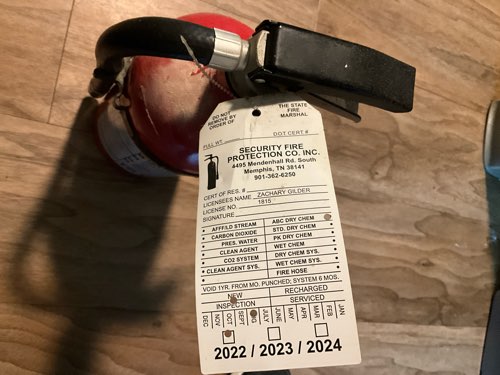 DO NOT
REMOVE BY
ORDER OF
THE STATE
FIRE
MARSHAL
FULL WT.
DOT CERT #
SECURITY FIRE
PROTECTION CO. INC.
4495 Mendenhall Rd. South
Memphis, TN 38141
901-362-6250
CERT OF RES. #
LICENSEES NAME ZACHARY GILDER
LICENSE NO. 1815
SIGNATURE
AFFF/LD STREAM
ABC DRY CHEM
CARBON DIOXIDE
STD. DRY CHEM
PRES. WATER
PK DRY CHEM
CLEAN AGENT
WET CHEM
CO2 SYSTEM
DRY CHEM SYS.
CLEAN AGENT SYS.
WET CHEM SYS.
FIRE HOSE
VOID 1YR. FROM MO. PUNCHED; SYSTEM 6 MOS.
NEW
RECHARGED
INSPECTION
SERVICED
DEC NOV OCT SEPT AUG JULY JUNE MAY APR MAR FEB JAN
2022 / 2023 / 2024